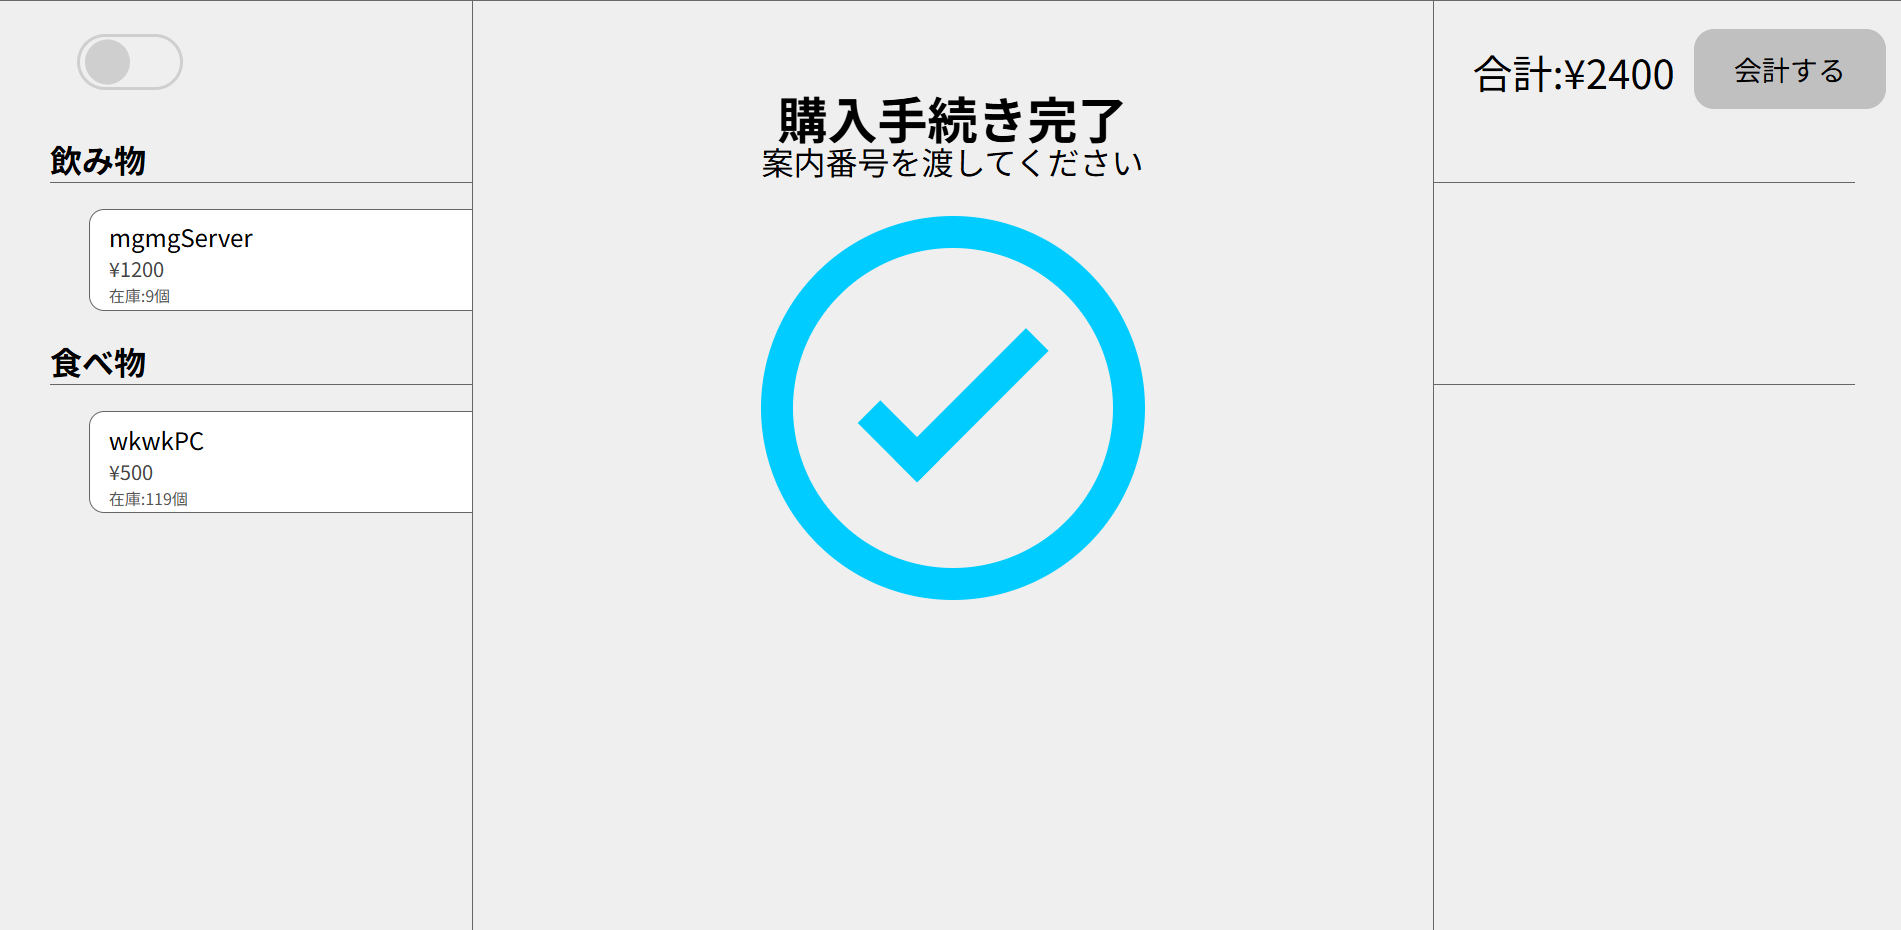 飲み物
mgmgServer
¥1200
在庫:9個
食べ物
wkwkPC
¥500
在庫:119個
購入手続き完了
案内番号を渡してください
合計:¥2400
会計する